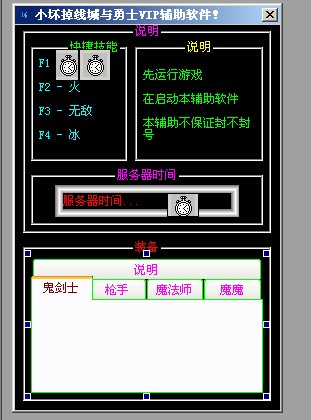 小坏掉线城与勇士VIP辅助软件!
说明
快捷技能
F1
F2 - 火
F3 - 无敌
F4 - 冰
说明
先运行游戏
在启动本辅助软件
本辅助不保证封不封
号
服务器时间
服务器时间...
装备
说明
鬼剑士
枪手
魔法师
魔魔